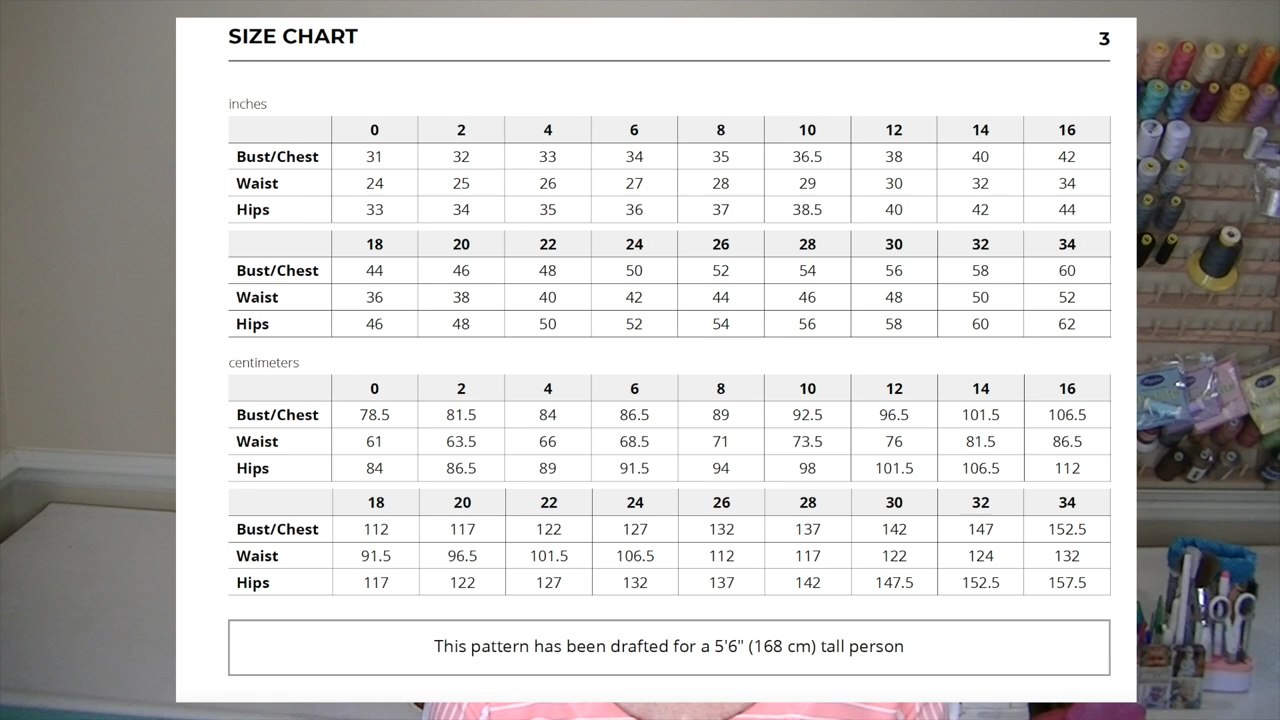 SIZE CHART 3
inches
0 2 4 6 8 10 12 14 16
Bust/Chest 31 32 33 34 35 36.5 38 40 42
Waist 24 25 26 27 28 29 30 32 34
Hips 33 34 35 36 37 38.5 40 42 44
18 20 22 24 26 28 30 32 34
Bust/Chest 44 46 48 50 52 54 56 58 60
Waist 36 38 40 42 44 46 48 50 52
Hips 46 48 50 52 54 56 58 60 62
centimeters
0 2 4 6 8 10 12 14 16
Bust/Chest 78.5 81.5 84 86.5 89 92.5 96.5 101.5 106.5
Waist 61 63.5 66 68.5 71 73.5 76 81.5 86.5
Hips 84 86.5 89 91.5 94 98 101.5 106.5 112
18 20 22 24 26 28 30 32 34
Bust/Chest 112 117 122 127 132 137 142 147 152.5
Waist 91.5 96.5 101.5 106.5 112 117 122 124 132
Hips 117 122 127 132 137 142 147.5 152.5 157.5
This pattern has been drafted for a 5'6" (168 cm) tall person